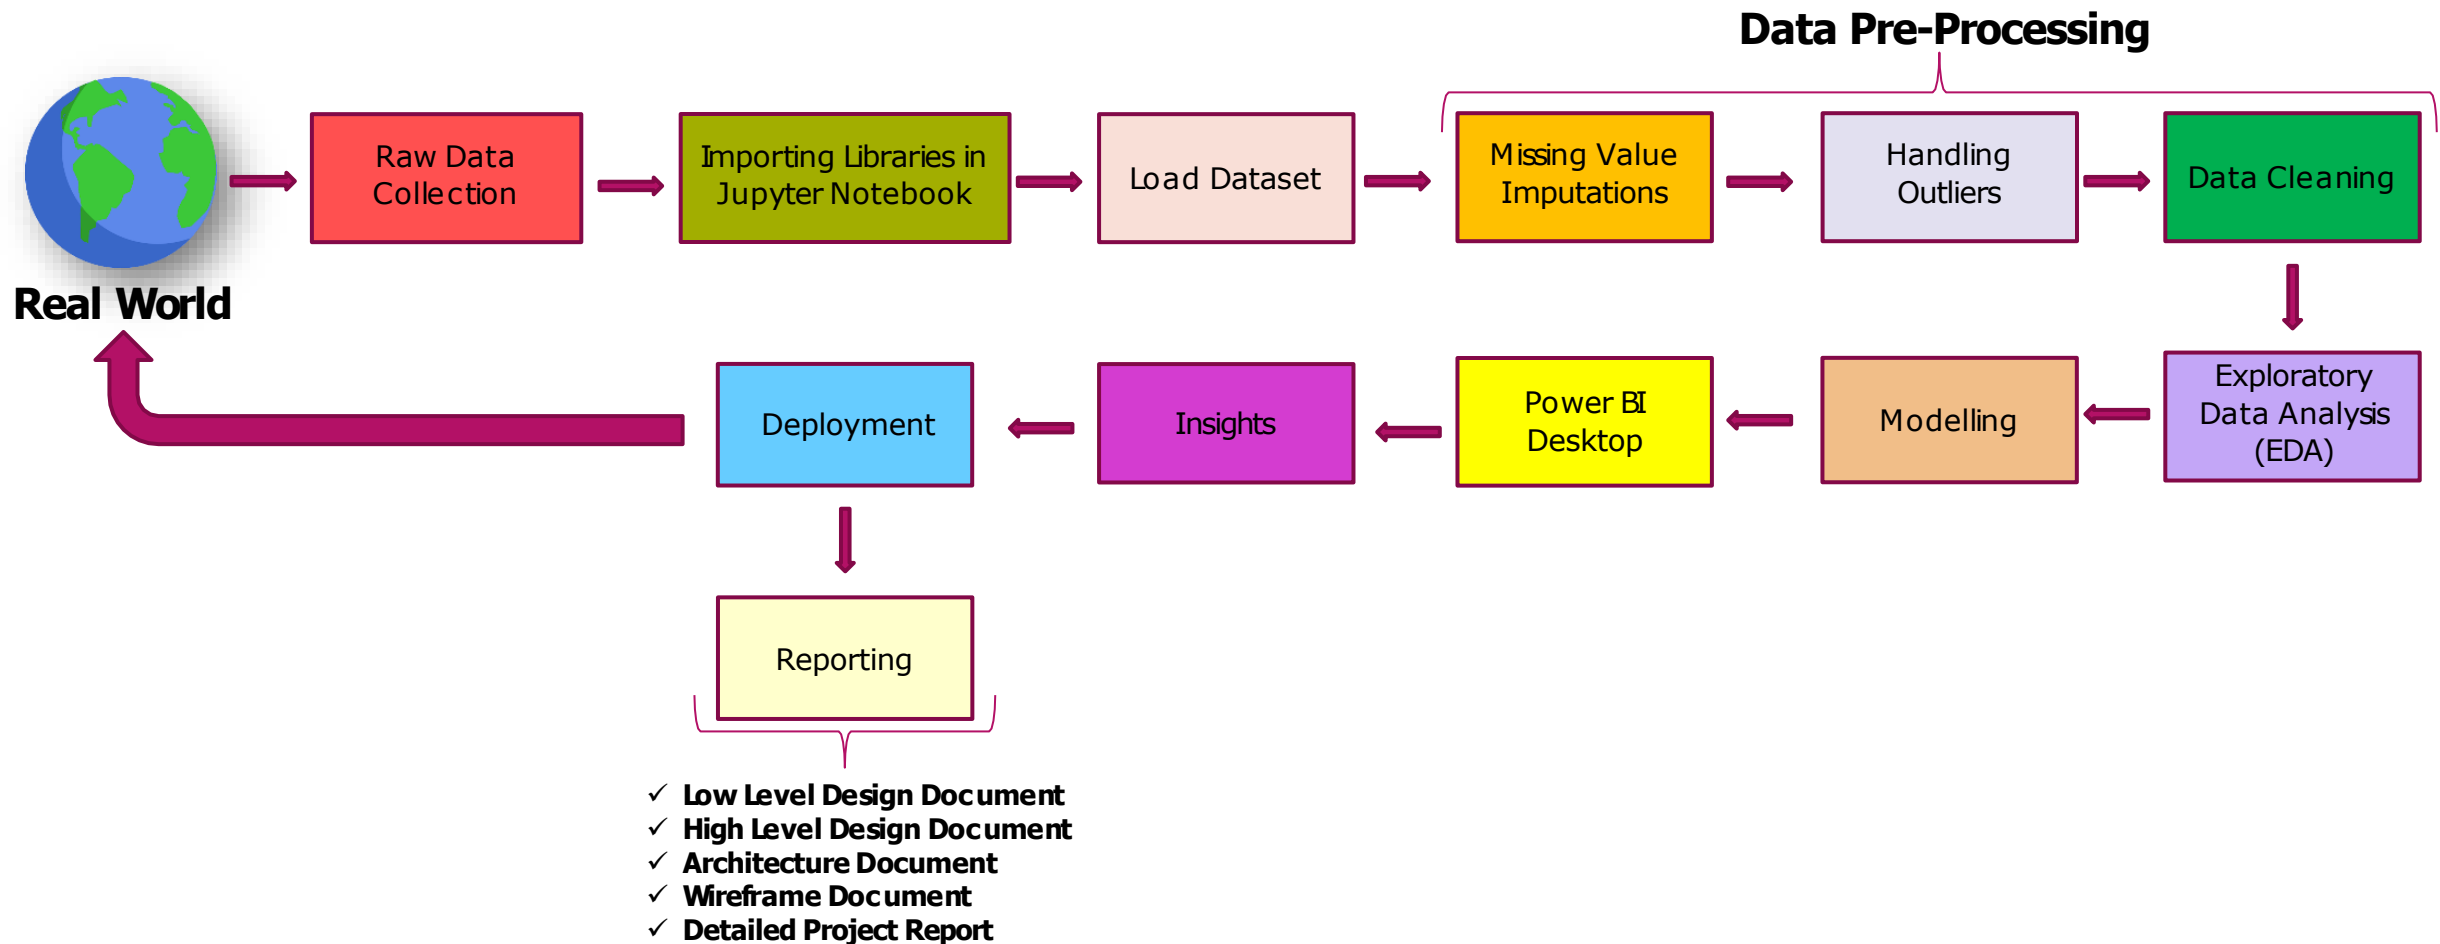 Data Pre-Processing
Real World
Raw Data
Collection
Importing Libraries in
Jupyter Notebook
Load Dataset
Missing Value
Imputations
Handling
Outliers
Data Cleaning
Exploratory
Data Analysis
(EDA)
Modelling
Power BI
Desktop
Insights
Deployment
Reporting
✓ Low Level Design Document
✓ High Level Design Document
✓ Architecture Document
✓ Wireframe Document
✓ Detailed Project Report